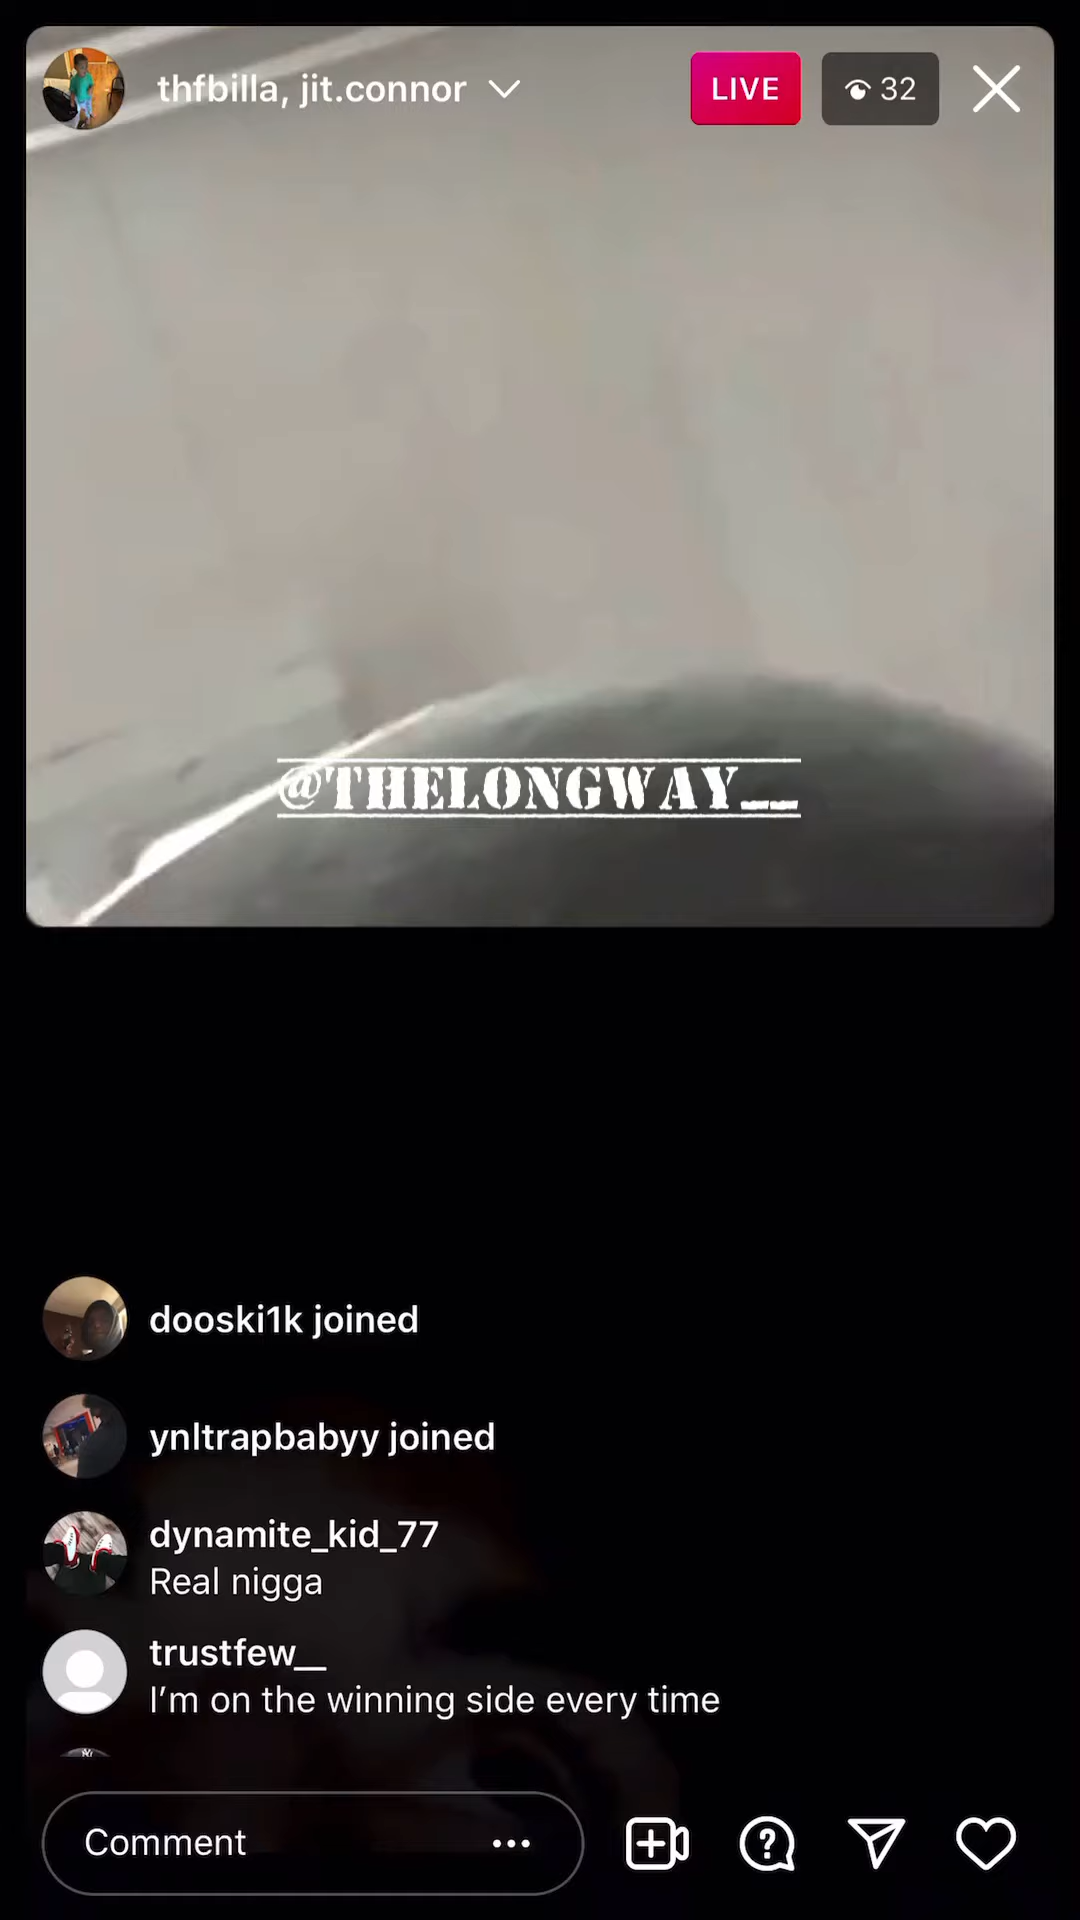 thfbilla, jit.connor
LIVE
32
@THELONGWAY__
dooski1k joined
ynltrapbabyy joined
dynamite_kid_77
Real nigga
trustfew__
I’m on the winning side every time
Comment